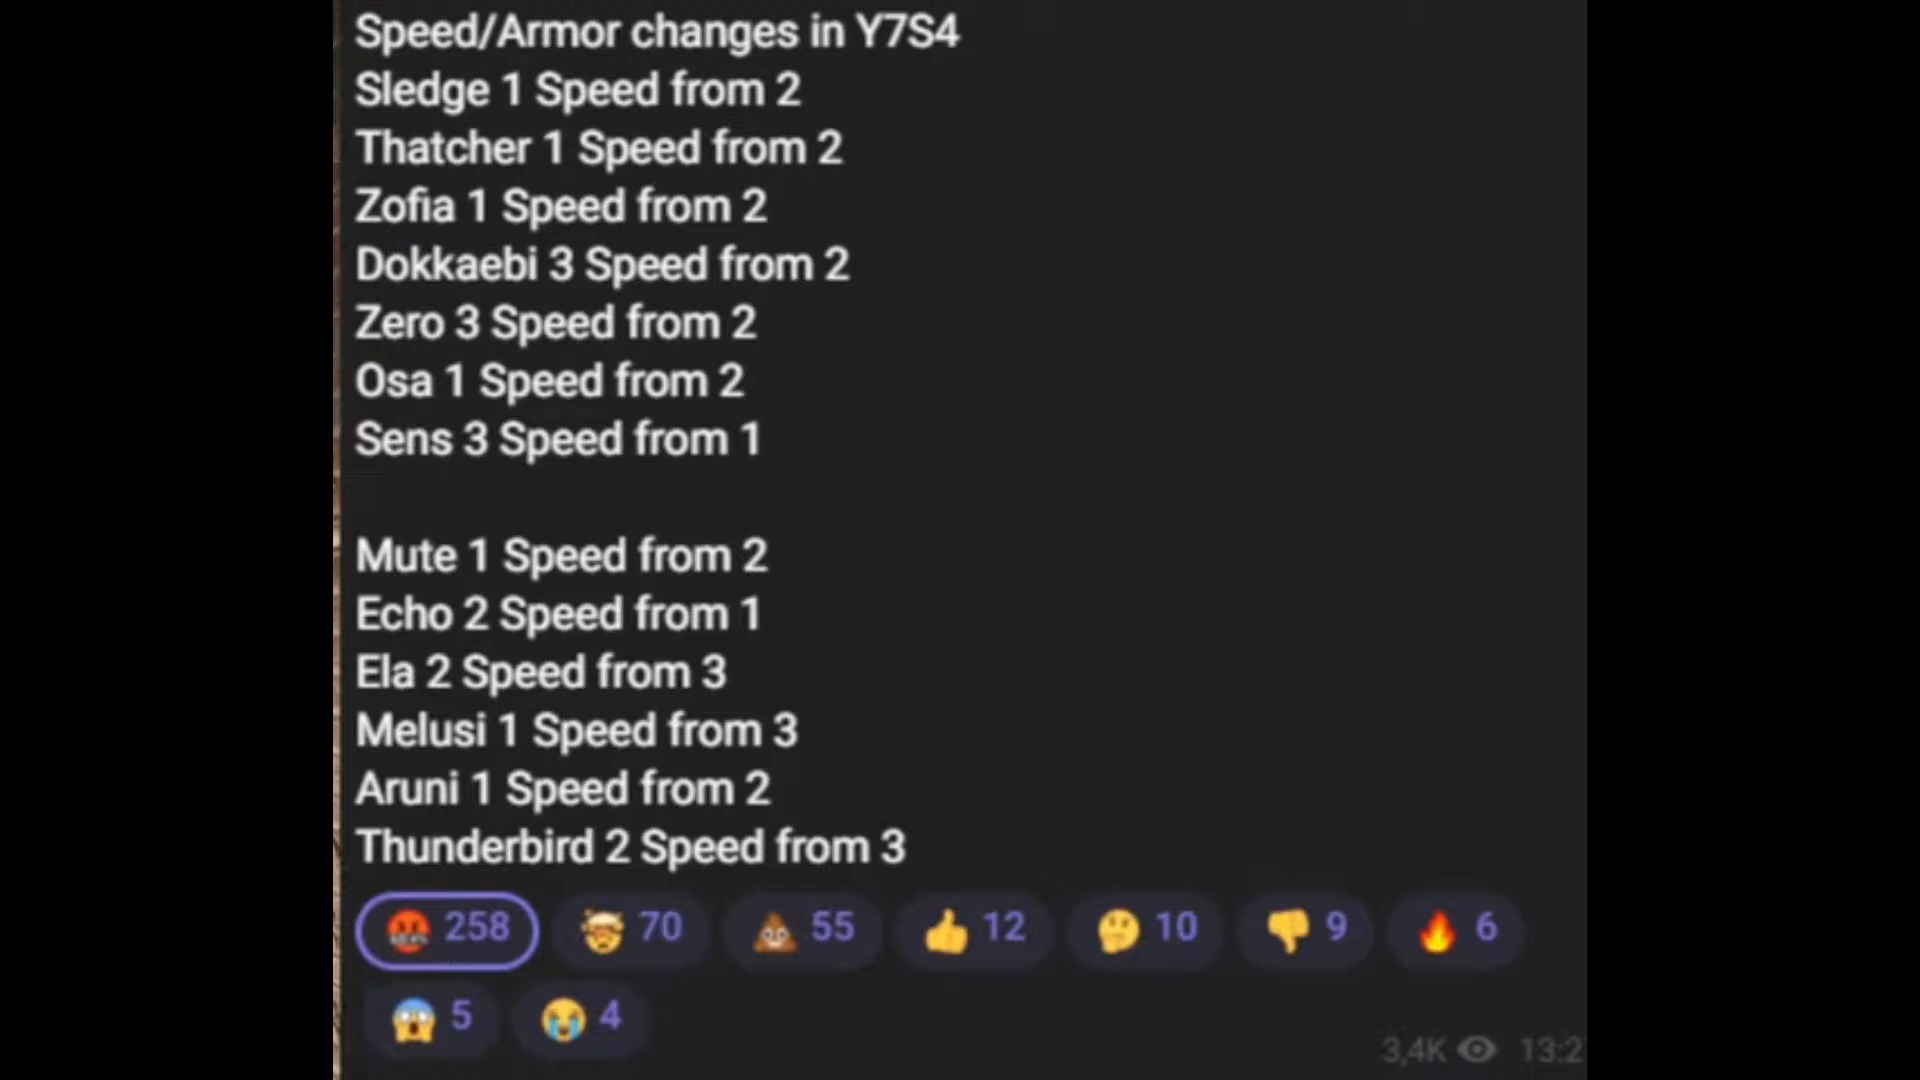 Speed/Armor changes in Y7S4
Sledge 1 Speed from 2
Thatcher 1 Speed from 2
Zofia 1 Speed from 2
Dokkaebi 3 Speed from 2
Zero 3 Speed from 2
Osa 1 Speed from 2
Sens 3 Speed from 1
Mute 1 Speed from 2
Echo 2 Speed from 1
Ela 2 Speed from 3
Melusi 1 Speed from 3
Aruni 1 Speed from 2
Thunderbird 2 Speed from 3
258 70 55 12 10 9 6
5 4
3,4K 13:2